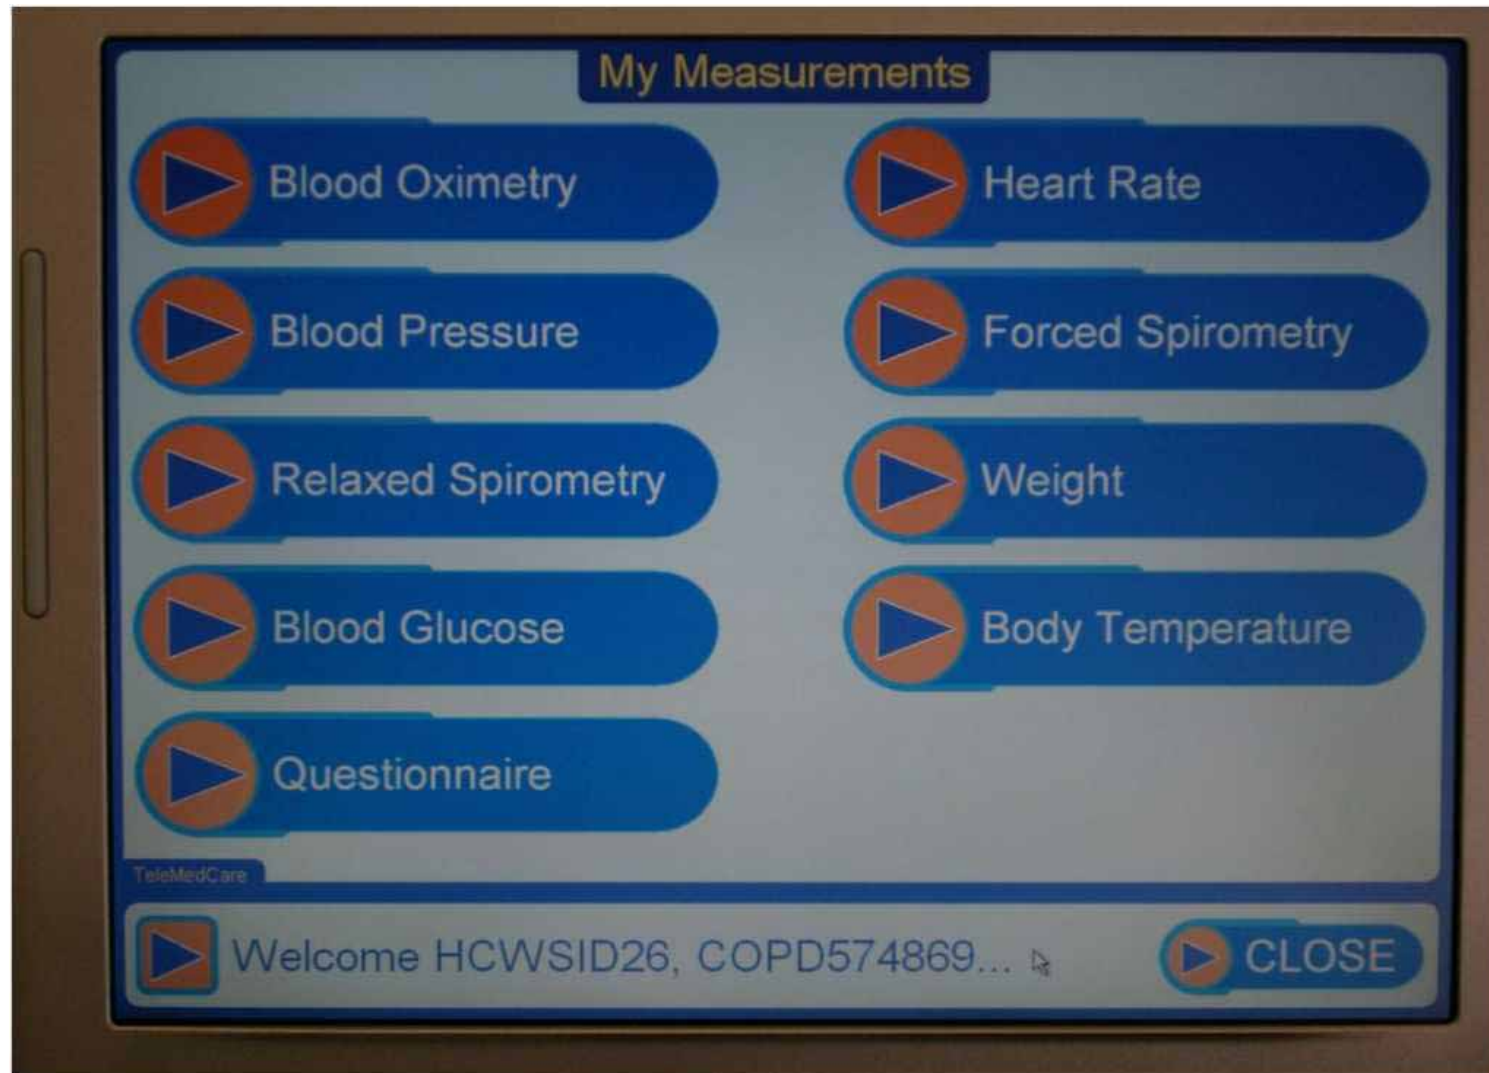 My Measurements
Blood Oximetry
Heart Rate
Blood Pressure
Forced Spirometry
Relaxed Spirometry
Weight
Blood Glucose
Body Temperature
Questionnaire
TeleMedCare
Welcome HCWSID26, COPD574869...
CLOSE